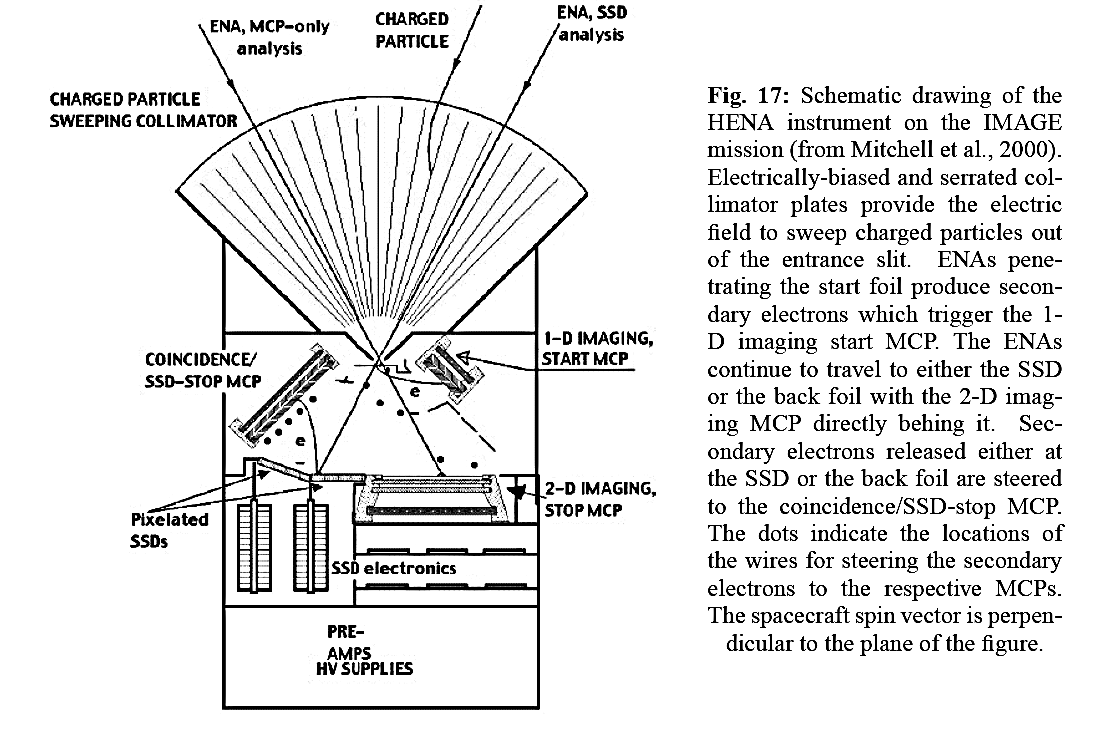 ENA, MCP-only
analysis
CHARGED
PARTICLE
ENA, SSD
analysis
CHARGED PARTICLE
SWEEPING COLLIMATOR
1-D IMAGING,
START MCP
COINCIDENCE/
SSD-STOP MCP
e
e
2-D IMAGING,
STOP MCP
Pixelated
SSDs
SSD electronics
PRE-
AMPS
HV SUPPLIES
Fig. 17: Schematic drawing of the
HENA instrument on the IMAGE
mission (from Mitchell et al., 2000).
Electrically-biased and serrated col-
limator plates provide the electric
field to sweep charged particles out
of the entrance slit. ENAs pene-
trating the start foil produce secon-
dary electrons which trigger the 1-
D imaging start MCP. The ENAs
continue to travel to either the SSD
or the back foil with the 2-D imag-
ing MCP directly behing it. Sec-
ondary electrons released either at
the SSD or the back foil are steered
to the coincidence/SSD-stop MCP.
The dots indicate the locations of
the wires for steering the secondary
electrons to the respective MCPs.
The spacecraft spin vector is perpen-
dicular to the plane of the figure.